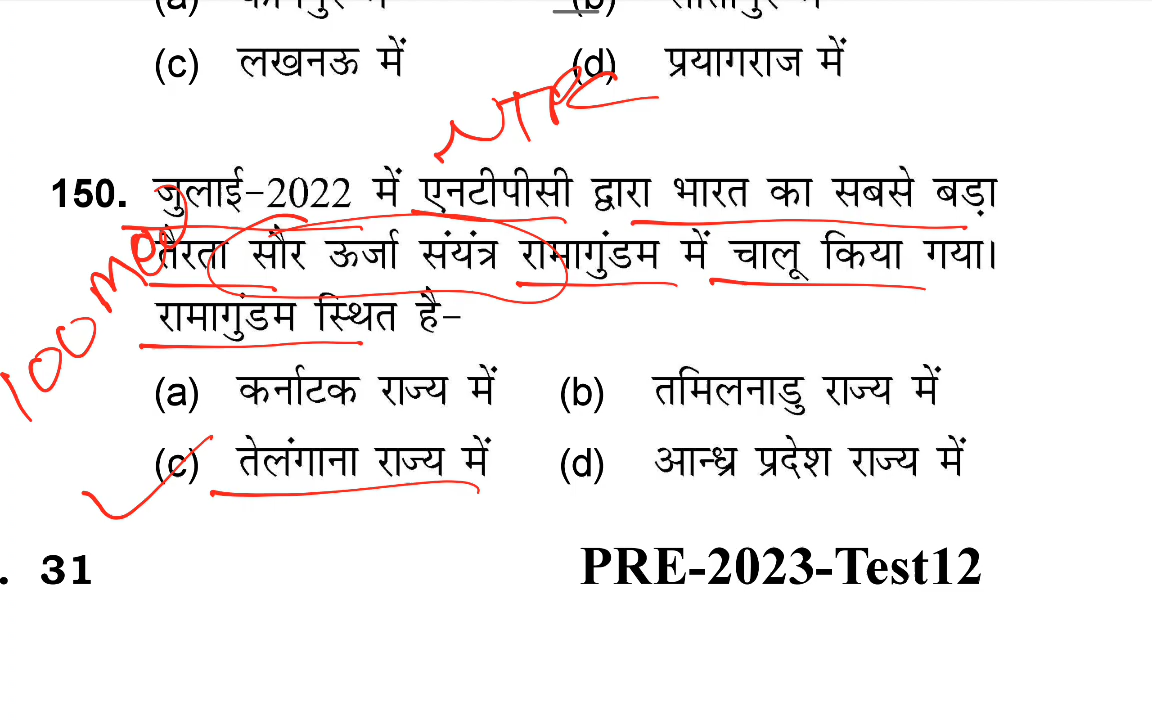 (c) लखनऊ में (d) प्रयागराज में
NTPC
150. जुलाई-2022 में एनटीपीसी द्वारा भारत का सबसे बड़ा
तैरता सौर ऊर्जा संयंत्र रामागुंडम में चालू किया गया।
100
रामागुंडम स्थित है-
(a) कर्नाटक राज्य में (b) तमिलनाडु राज्य में
(c) तेलंगाना राज्य में (d) आन्ध्र प्रदेश राज्य में
. 31 PRE-2023-Test12